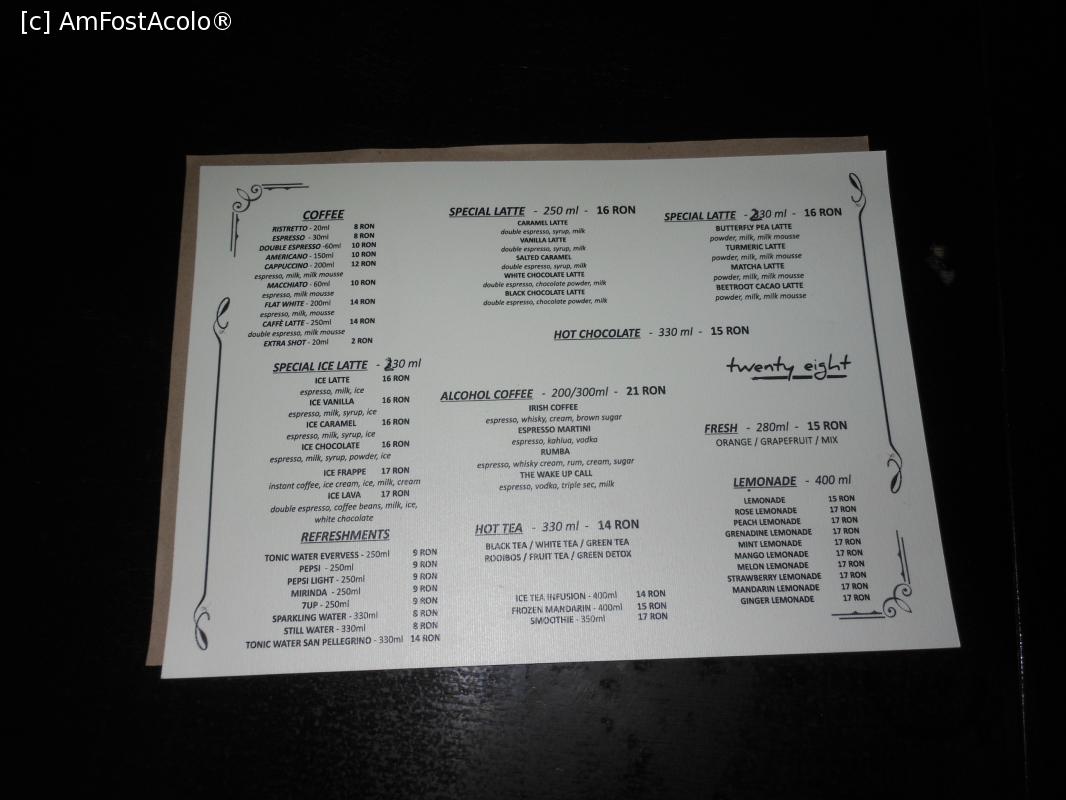 [c] AmFostAcolo®
COFFEE
RISTRETTO - 20ml 8 RON
ESPRESSO - 30ml 8 RON
DOUBLE ESPRESSO -60ml 10 RON
AMERICANO - 150ml 10 RON
CAPPUCCINO - 200ml 12 RON
espresso, milk, milk mousse
MACCHIATO - 60ml 10 RON
espresso, milk mousse
FLAT WHITE - 200ml 14 RON
espresso, milk mousse
CAFFÈ LATTE - 250ml 14 RON
double espresso, milk mousse
EXTRA SHOT - 20ml 2 RON
SPECIAL ICE LATTE - 230 ml
ICE LATTE 16 RON
espresso, milk, ice
ICE VANILLA 16 RON
espresso, milk, syrup, ice
ICE CARAMEL 16 RON
espresso, milk, syrup, ice
ICE CHOCOLATE 16 RON
espresso, milk, syrup, powder, ice
ICE FRAPPE 17 RON
instant coffee, ice cream, ice, milk, cream
ICE LAVA 17 RON
double espresso, coffee beans, milk, ice,
white chocolate
REFRESHMENTS
TONIC WATER EVERVESS - 250ml 9 RON
PEPSI - 250ml 9 RON
PEPSI LIGHT - 250ml 9 RON
MIRINDA - 250ml 9 RON
7UP - 250ml 9 RON
SPARKLING WATER - 330ml 8 RON
STILL WATER - 330ml 8 RON
TONIC WATER SAN PELLEGRINO - 330ml 14 RON
SPECIAL LATTE - 250 ml - 16 RON
CARAMEL LATTE
double espresso, syrup, milk
VANILLA LATTE
double espresso, syrup, milk
SALTED CARAMEL
double espresso, syrup, milk
WHITE CHOCOLATE LATTE
double espresso, chocolate powder, milk
BLACK CHOCOLATE LATTE
double espresso, chocolate powder, milk
SPECIAL LATTE - 230 ml - 16 RON
BUTTERFLY PEA LATTE
powder, milk, milk mousse
TURMERIC LATTE
powder, milk, milk mousse
MATCHA LATTE
powder, milk, milk mousse
BEETROOT CACAO LATTE
powder, milk, milk mousse
HOT CHOCOLATE - 330 ml - 15 RON
twenty eight
ALCOHOL COFFEE - 200/300ml - 21 RON
IRISH COFFEE
espresso, whisky, cream, brown sugar
ESPRESSO MARTINI
espresso, kahlua, vodka
RUMBA
espresso, whisky cream, rum, cream, sugar
THE WAKE UP CALL
espresso, vodka, triple sec, milk
HOT TEA - 330 ml - 14 RON
BLACK TEA / WHITE TEA / GREEN TEA
ROOIBOS / FRUIT TEA / GREEN DETOX
ICE TEA INFUSION - 400ml 14 RON
FROZEN MANDARIN - 400ml 15 RON
SMOOTHIE - 350ml 17 RON
FRESH - 280ml - 15 RON
ORANGE / GRAPEFRUIT / MIX
LEMONADE - 400 ml
LEMONADE 15 RON
ROSE LEMONADE 17 RON
PEACH LEMONADE 17 RON
GRENADINE LEMONADE 17 RON
MINT LEMONADE 17 RON
MANGO LEMONADE 17 RON
MELON LEMONADE 17 RON
STRAWBERRY LEMONADE 17 RON
MANDARIN LEMONADE 17 RON
GINGER LEMONADE 17 RON